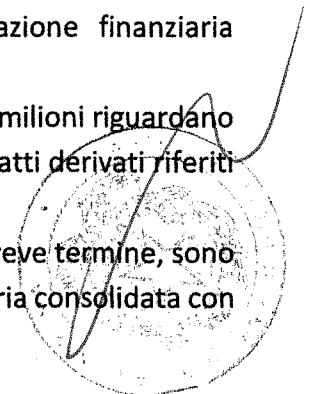 azione finanziaria
milioni riguardano
atti derivati riferiti
reve termine, sono
ria consolidata con